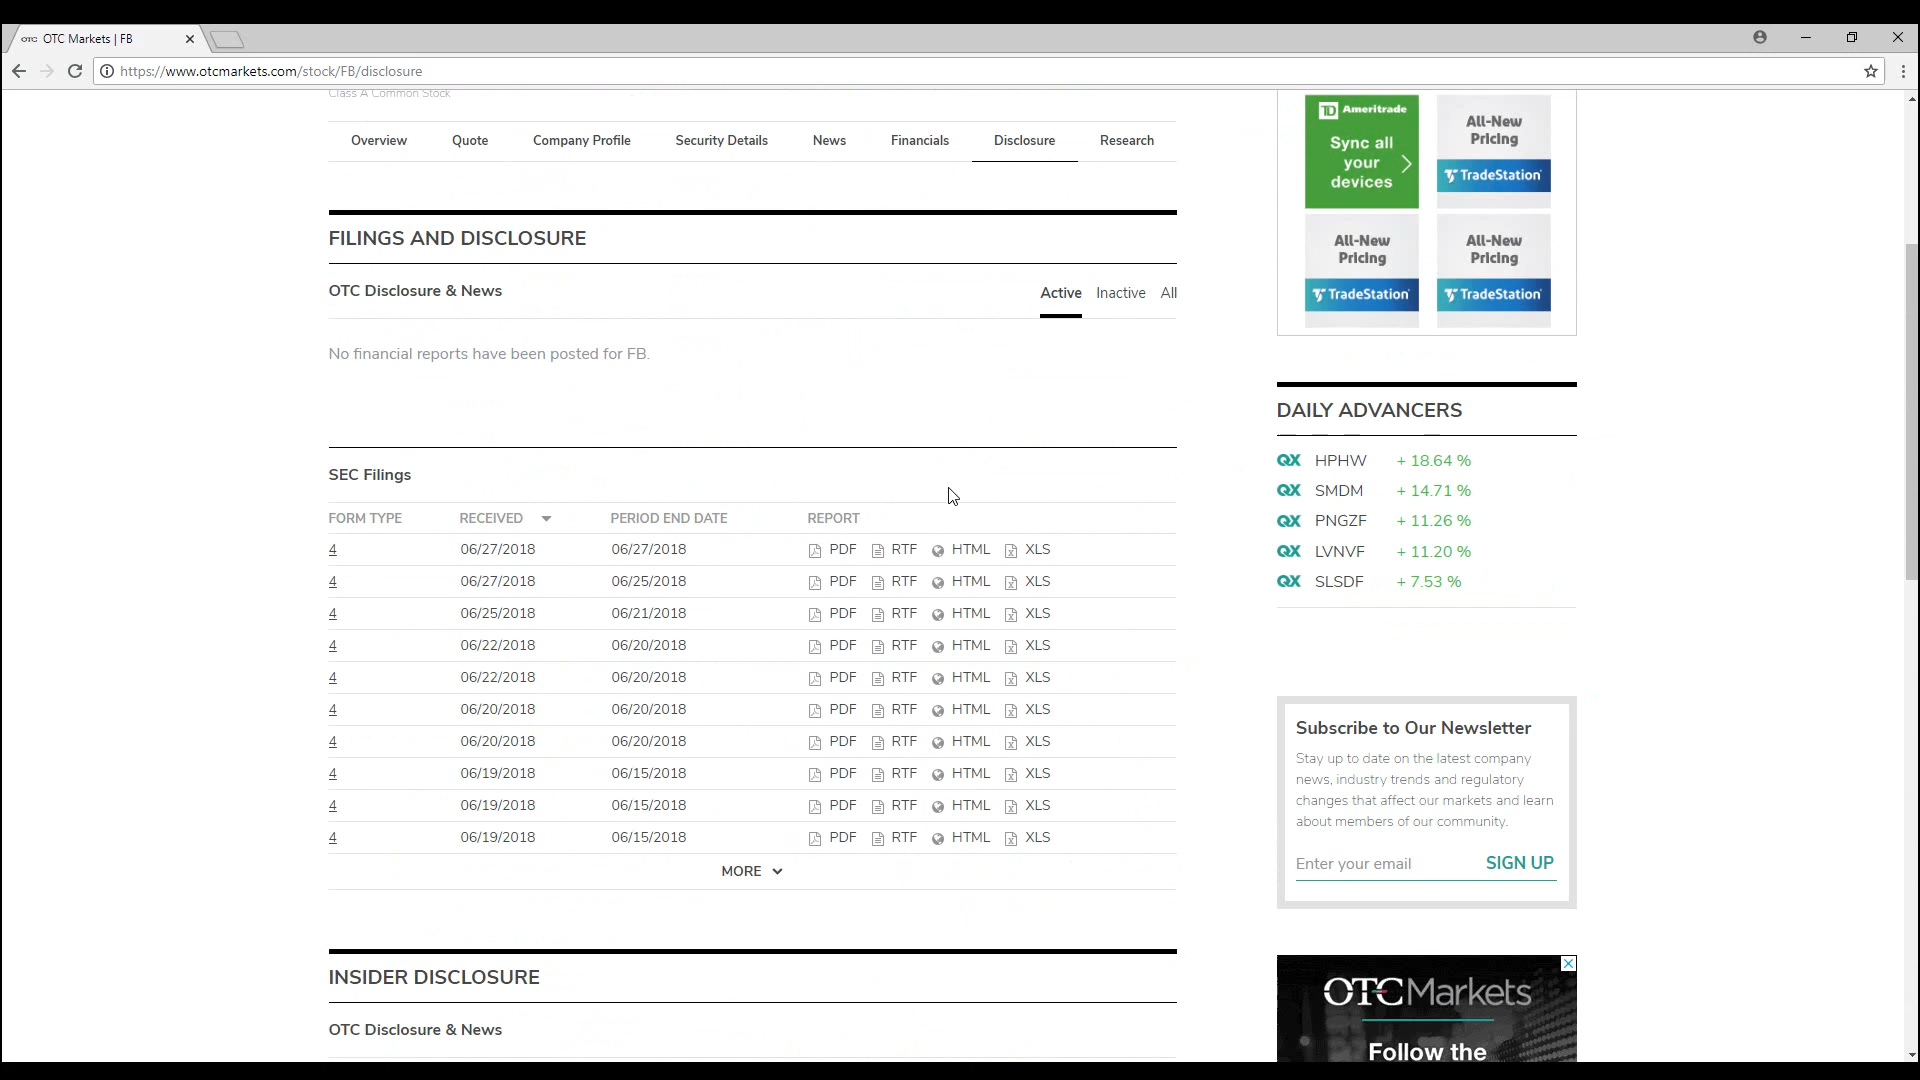 OTC Markets | FB
https://www.otcmarkets.com/stock/FB/disclosure
Class A Common Stock
Overview Quote Company Profile Security Details News Financials Disclosure Research
FILINGS AND DISCLOSURE
OTC Disclosure & News
Active Inactive All
No financial reports have been posted for FB.
SEC Filings
FORM TYPE RECEIVED PERIOD END DATE REPORT
4 06/27/2018 06/27/2018 PDF RTF HTML XLS
4 06/27/2018 06/25/2018 PDF RTF HTML XLS
4 06/25/2018 06/21/2018 PDF RTF HTML XLS
4 06/22/2018 06/20/2018 PDF RTF HTML XLS
4 06/22/2018 06/20/2018 PDF RTF HTML XLS
4 06/20/2018 06/20/2018 PDF RTF HTML XLS
4 06/20/2018 06/20/2018 PDF RTF HTML XLS
4 06/19/2018 06/15/2018 PDF RTF HTML XLS
4 06/19/2018 06/15/2018 PDF RTF HTML XLS
4 06/19/2018 06/15/2018 PDF RTF HTML XLS
MORE
INSIDER DISCLOSURE
OTC Disclosure & News
TD Ameritrade
Sync all
your
devices
All-New
Pricing
TradeStation
All-New
Pricing
TradeStation
All-New
Pricing
TradeStation
DAILY ADVANCERS
QX HPHW + 18.64 %
QX SMDM + 14.71 %
QX PNGZF + 11.26 %
QX LVNVF + 11.20 %
QX SLSDF + 7.53 %
Subscribe to Our Newsletter
Stay up to date on the latest company
news, industry trends and regulatory
changes that affect our markets and learn
about members of our community.
Enter your email SIGN UP
OTC Markets
Follow the